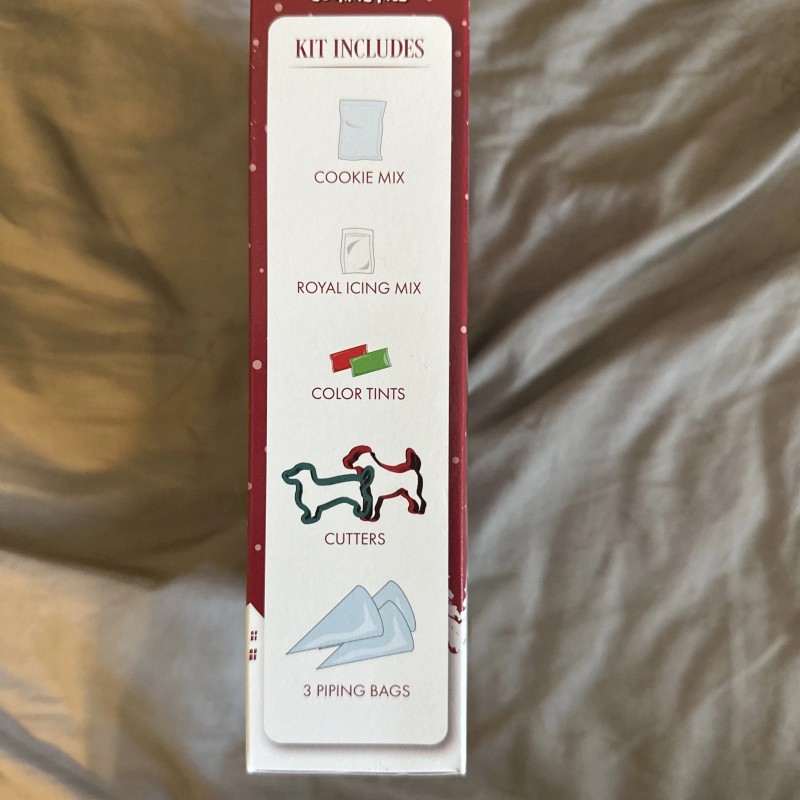 KIT INCLUDES
COOKIE MIX
ROYAL ICING MIX
COLOR TINTS
CUTTERS
3 PIPING BAGS